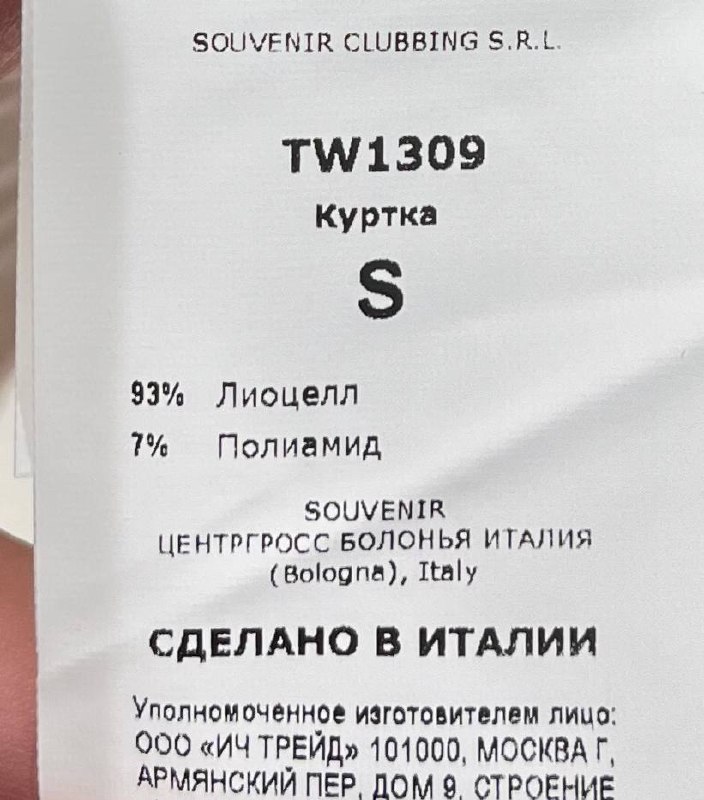 SOUVENIR CLUBBING S.R.L.
TW1309
Куртка
S
93% Лиоцелл
7% Полиамид
SOUVENIR
ЦЕНТРГРОСС БОЛОНЬЯ ИТАЛИЯ
(Bologna), Italy
СДЕЛАНО В ИТАЛИИ
Уполномоченное изготовителем лицо:
ООО «ИЧ ТРЕЙД» 101000, МОСКВА Г,
АРМЯНСКИЙ ПЕР, ДОМ 9, СТРОЕНИЕ